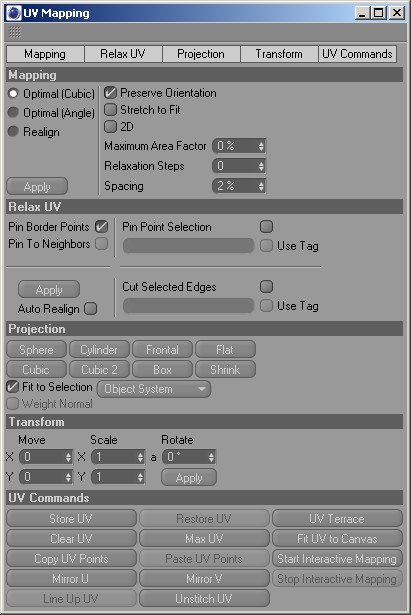 UV Mapping
Mapping Relax UV Projection Transform UV Commands
Mapping
Optimal (Cubic) Preserve Orientation
Optimal (Angle) Stretch to Fit
Realign 2D
Maximum Area Factor 0 %
Relaxation Steps 0
Apply Spacing 2 %
Relax UV
Pin Border Points Pin Point Selection
Pin To Neighbors Use Tag
Apply Cut Selected Edges
Auto Realign Use Tag
Projection
Sphere Cylinder Frontal Flat
Cubic Cubic 2 Box Shrink
Fit to Selection Object System
Weight Normal
Transform
Move Scale Rotate
X 0 X 1 a 0 °
Y 0 Y 1 Apply
UV Commands
Store UV Restore UV UV Terrace
Clear UV Max UV Fit UV to Canvas
Copy UV Points Paste UV Points Start Interactive Mapping
Mirror U Mirror V Stop Interactive Mapping
Line Up UV Unstitch UV